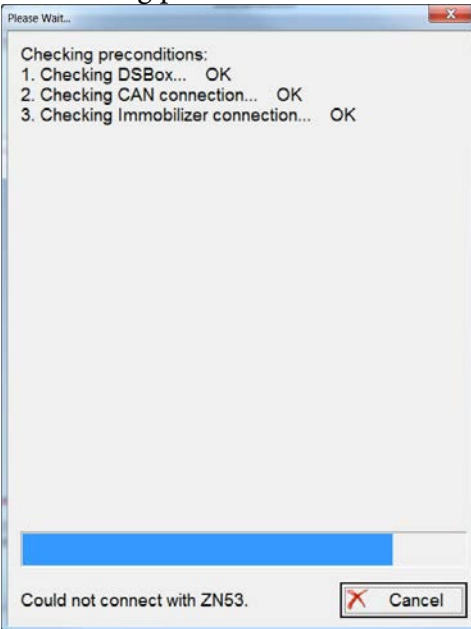 Please Wait...
Checking preconditions:
1. Checking DSBox... OK
2. Checking CAN connection... OK
3. Checking Immobilizer connection... OK
Could not connect with ZN53.
Cancel